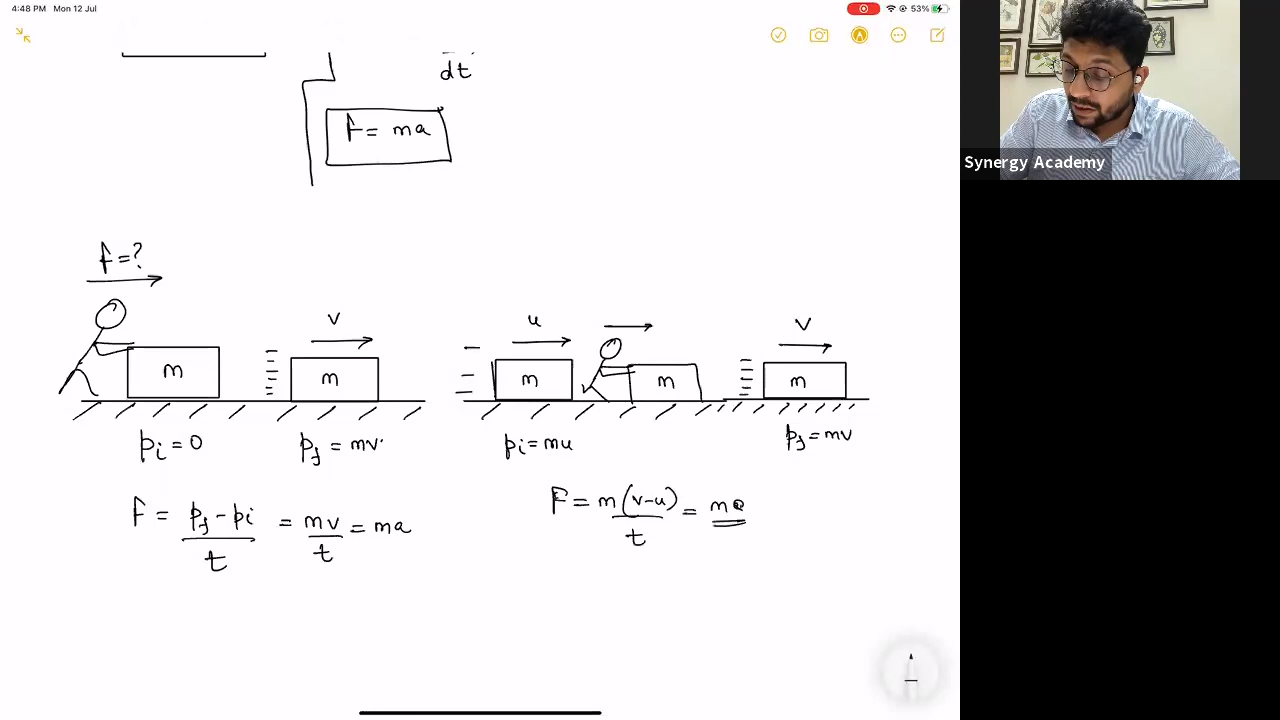 4:48 PM Mon 12 Jul
53%
dt
F = ma
Synergy Academy
F = ?
v
u
v
m
m
m
m
m
pi = 0
pf = mv
pi = mu
pf = mv
F = pf - pi / t = mv / t = ma
F = m(v-u) / t = ma